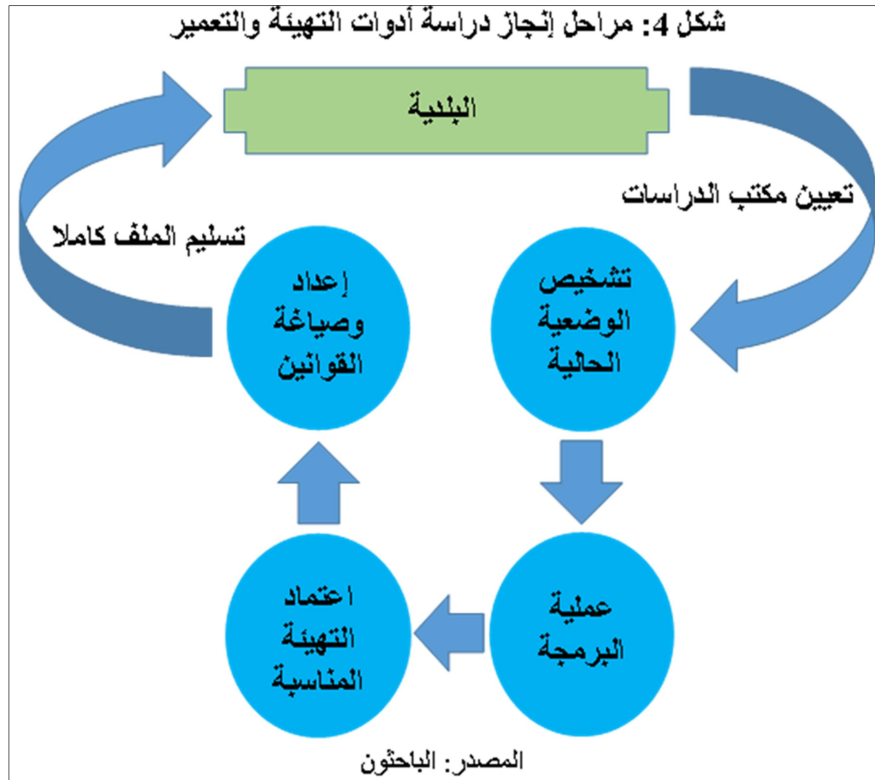 شكل 4: مراحل إنجاز دراسة أدوات التهيئة والتعمير
البلدية
تعيين مكتب الدراسات
تشخيص
الوضعية
الحالية
عملية
البرمجة
اعتماد
التهيئة
المناسبة
إعداد
وصياغة
القوانين
تسليم الملف كاملا
المصدر: الباحثون